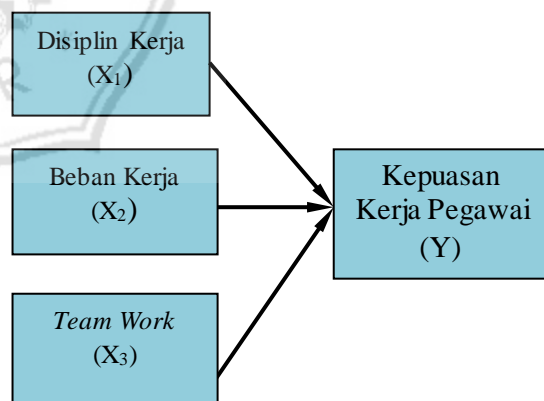 Disiplin Kerja
(X₁)
Beban Kerja
(X₂)
Team Work
(X₃)
Kepuasan
Kerja Pegawai
(Y)